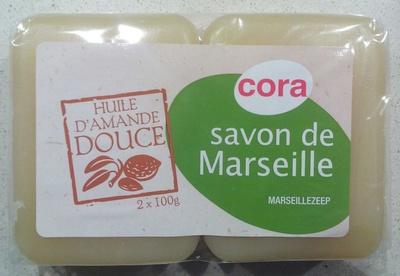 HUILE
D'AMANDE
DOUCE
2 x 100g
cora
savon de
Marseille
MARSEILLEZEEP